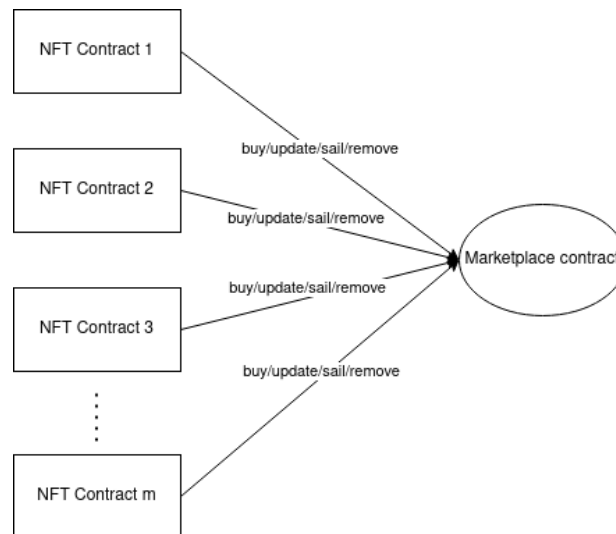 NFT Contract 1
buy/update/sail/remove
NFT Contract 2
buy/update/sail/remove
Marketplace contract
buy/update/sail/remove
NFT Contract 3
buy/update/sail/remove
NFT Contract m